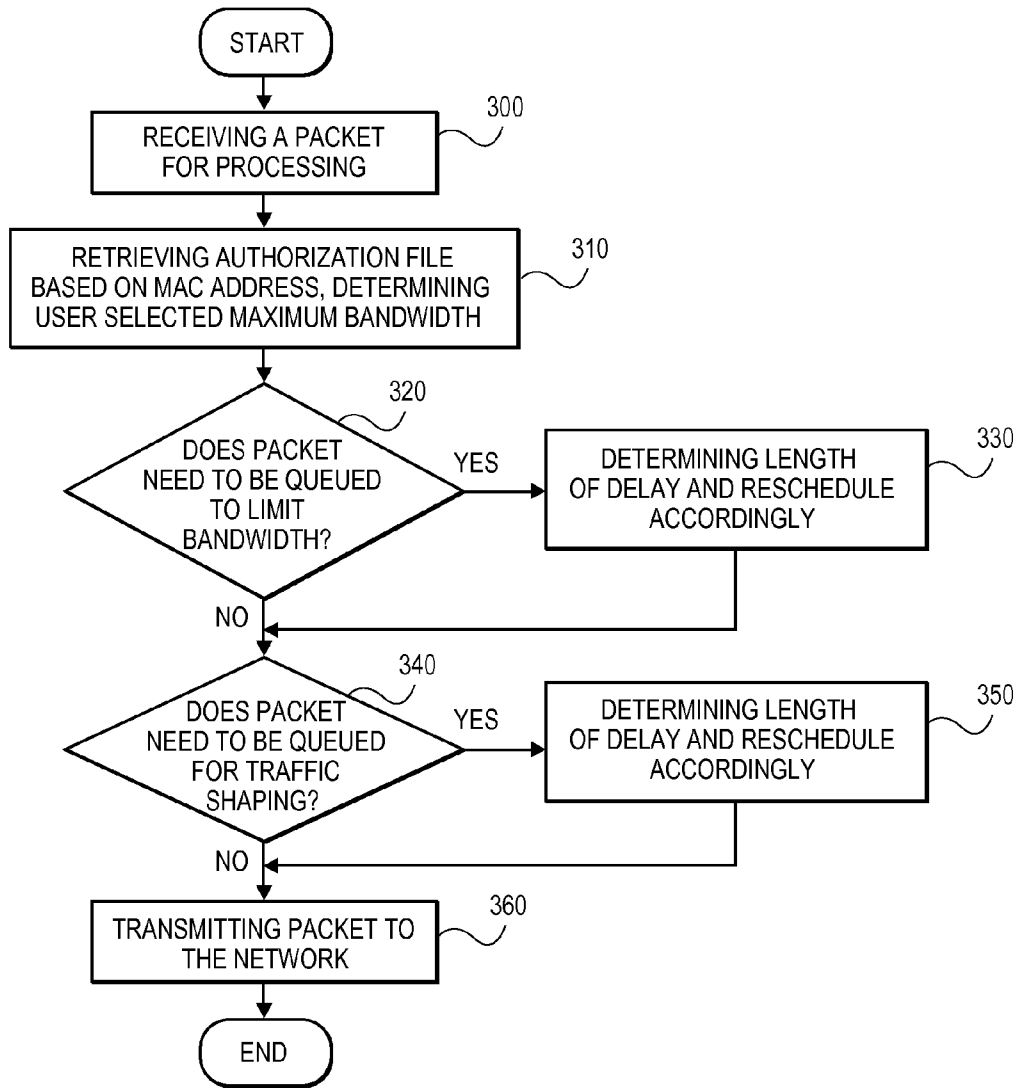 START
300
RECEIVING A PACKET
FOR PROCESSING
310
RETRIEVING AUTHORIZATION FILE
BASED ON MAC ADDRESS, DETERMINING
USER SELECTED MAXIMUM BANDWIDTH
320
DOES PACKET
NEED TO BE QUEUED
TO LIMIT
BANDWIDTH?
YES
330
DETERMINING LENGTH
OF DELAY AND RESCHEDULE
ACCORDINGLY
NO
340
DOES PACKET
NEED TO BE QUEUED
FOR TRAFFIC
SHAPING?
YES
350
DETERMINING LENGTH
OF DELAY AND RESCHEDULE
ACCORDINGLY
NO
360
TRANSMITTING PACKET TO
THE NETWORK
END